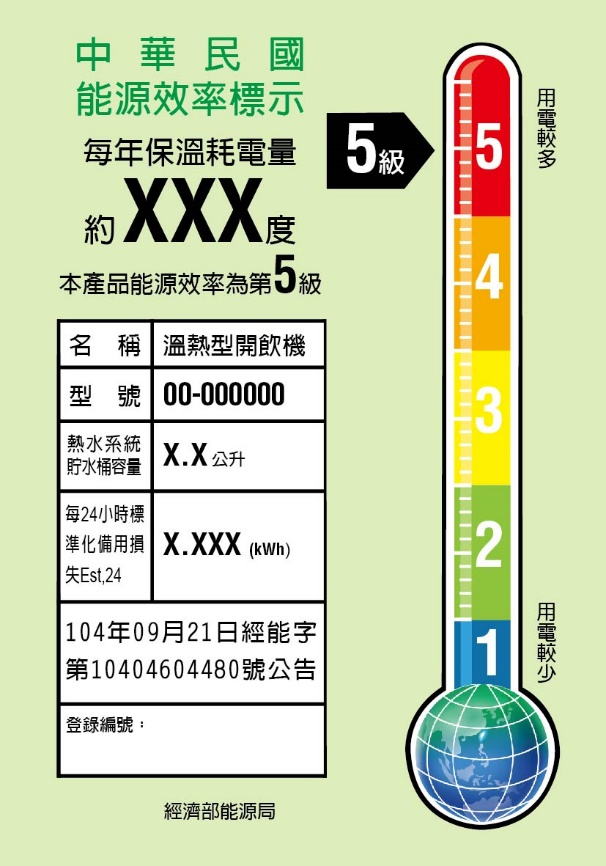 中華民國
能源效率標示
每年保溫耗電量
約XXX度
本產品能源效率為第5級
名稱 溫熱型開飲機
型號 00-000000
熱水系統
貯水桶容量 X.X公升
每24小時標
準化備用損
失Est,24
X.XXX (kWh)
104年09月21日經能字
第10404604480號公告
登錄編號：
經濟部能源局
5級
用電較多
5
4
3
2
1
用電較少